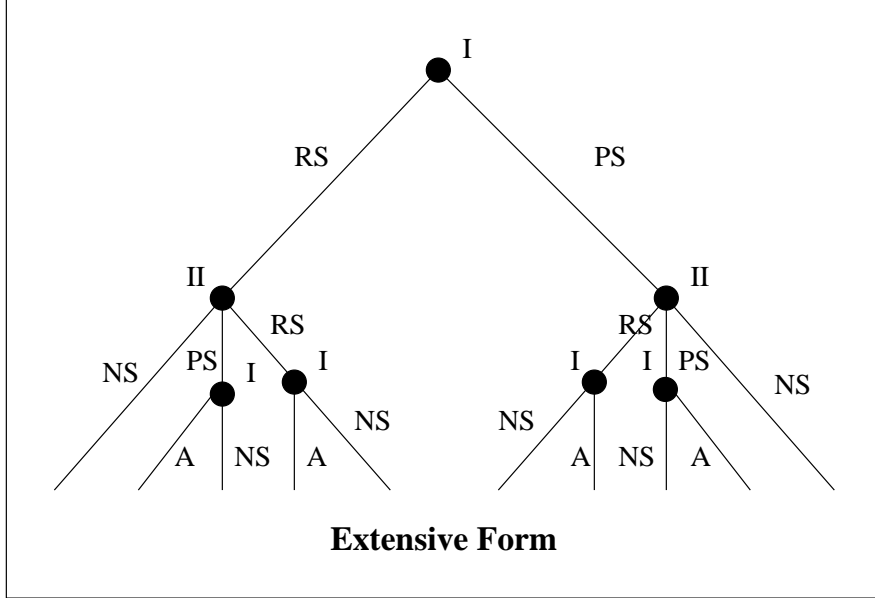 I
RS PS
II II
RS RS
NS PS I I I I PS NS
NS NS
A NS A A NS A
Extensive Form